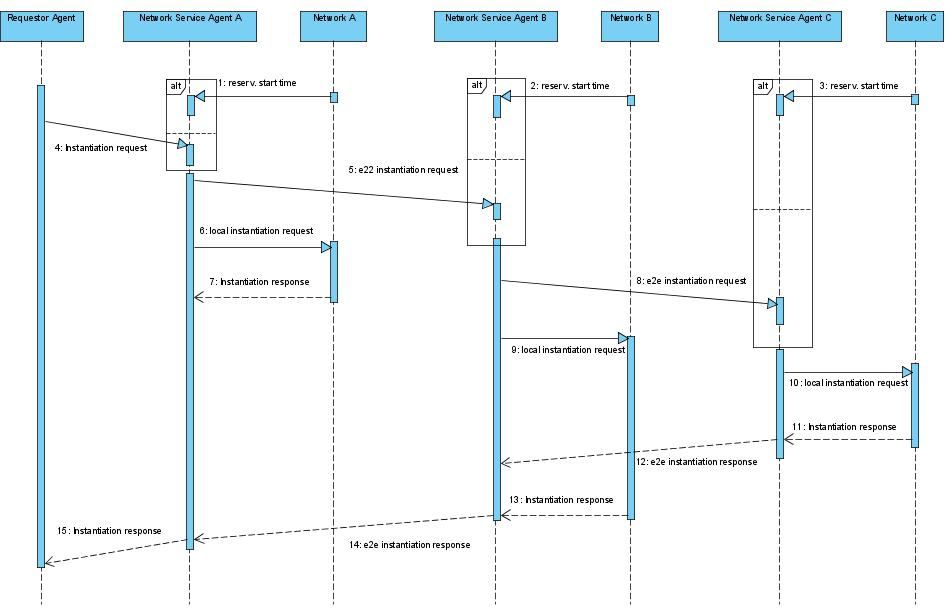 Requestor Agent
Network Service Agent A
Network A
Network Service Agent B
Network B
Network Service Agent C
Network C
alt
1: reserv. start time
alt
2: reserv. start time
alt
3: reserv. start time
4: Instantiation request
5: e22 instantiation request
6: local instantiation request
7: Instantiation response
8: e2e instantiation request
9: local instantiation request
10: local instantiation request
11: Instantiation response
12: e2e instantiation response
13: Instantiation response
14: e2e instantiation response
15: Instantiation response